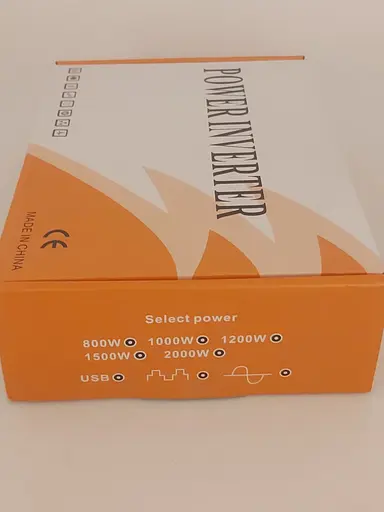 POWER INVERTER
CE
MADE IN CHINA
Select power
800W 1000W 1200W
1500W 2000W
USB